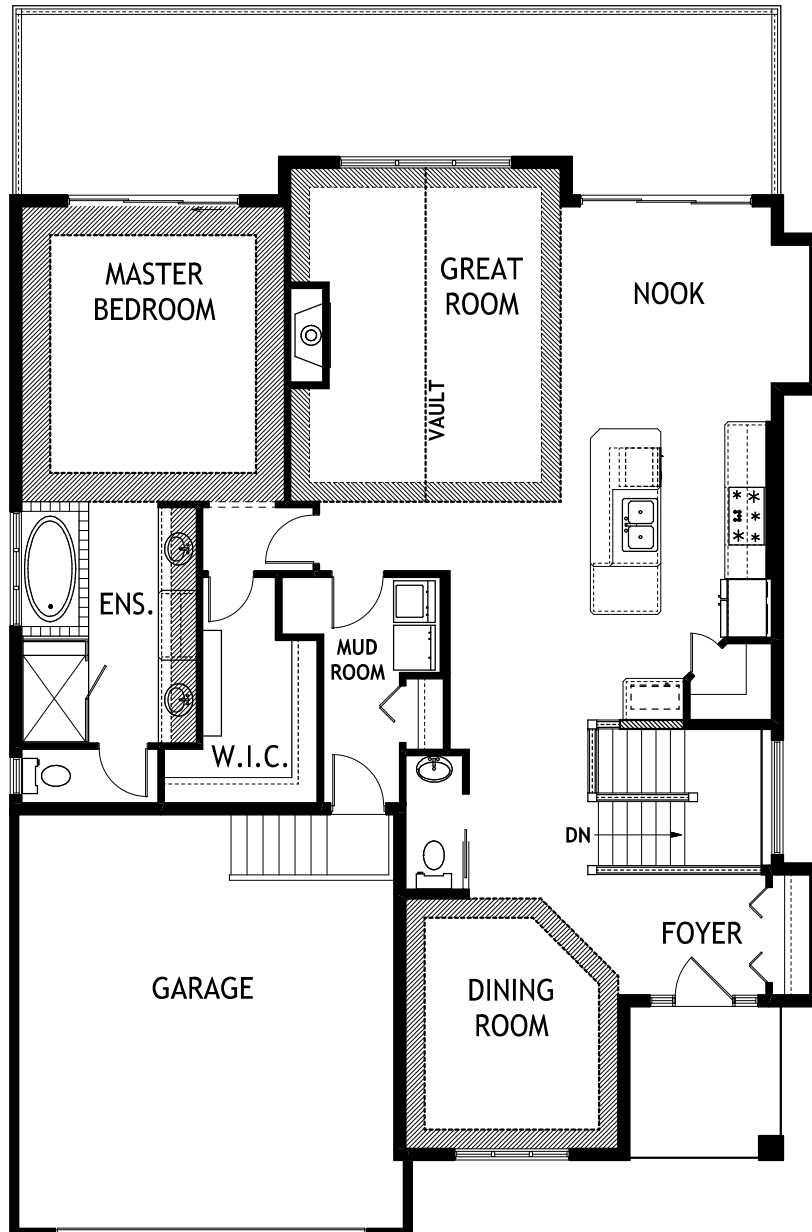 MASTER
BEDROOM
GREAT
ROOM
NOOK
VAULT
ENS.
MUD
ROOM
W.I.C.
DN
FOYER
GARAGE
DINING
ROOM